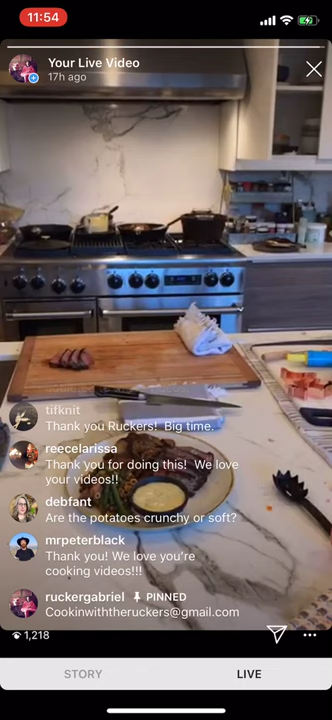 11:54
Your Live Video
17h ago
tifknit
Thank you Ruckers! Big time.
reecelarissa
Thank you for doing this! We love
your videos!!
debfant
Are the potatoes crunchy or soft?
mrpeterblack
Thank you! We love you're
cooking videos!!!
ruckergabriel PINNED
Cookinwiththeruckers@gmail.com
1,218
STORY LIVE